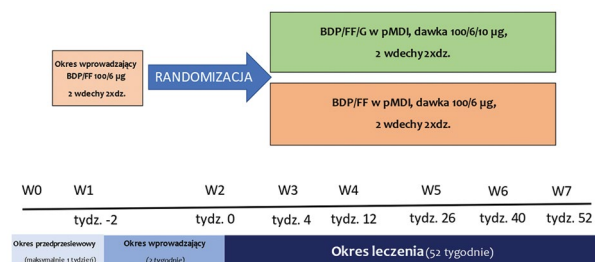 Okres wprowadzający
BDP/FF 100/6 µg
2 wdechy 2xdz.
RANDOMIZACJA
BDP/FF/G w pMDI, dawka 100/6/10 µg,
2 wdechy 2xdz.
BDP/FF w pMDI, dawka 100/6 µg,
2 wdechy 2xdz.
W0 W1 W2 W3 W4 W5 W6 W7
tydz. -2 tydz. 0 tydz. 4 tydz. 12 tydz. 26 tydz. 40 tydz. 52
Okres przedprzesiewowy
(maksymalnie 1 tydzień)
Okres wprowadzający
(2 tygodnie)
Okres leczenia (52 tygodnie)